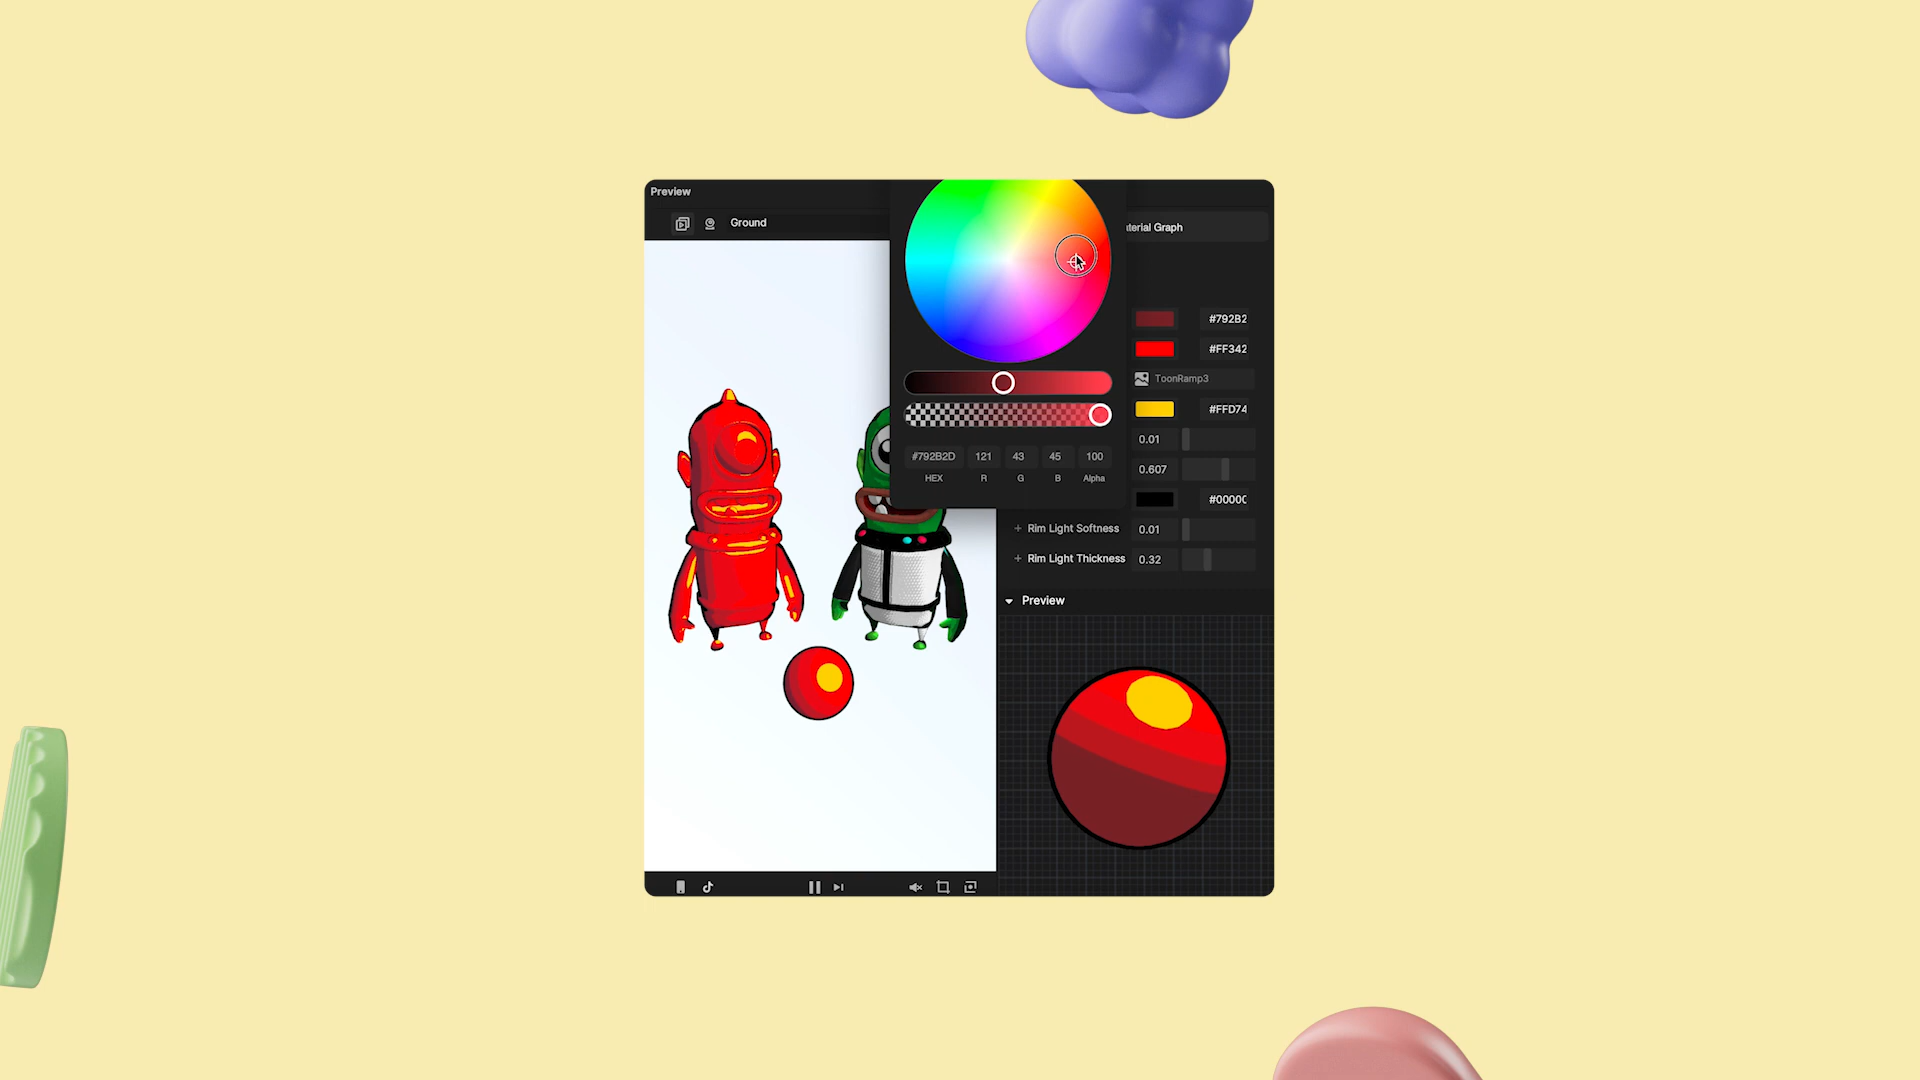 Preview
Ground
aterial Graph
#792B2
#FF342
ToonRamp3
#FFD74
0.01
0.607
#792B2D 121 43 45 100
HEX R G B Alpha
#0000C
+ Rim Light Softness 0.01
+ Rim Light Thickness 0.32
Preview